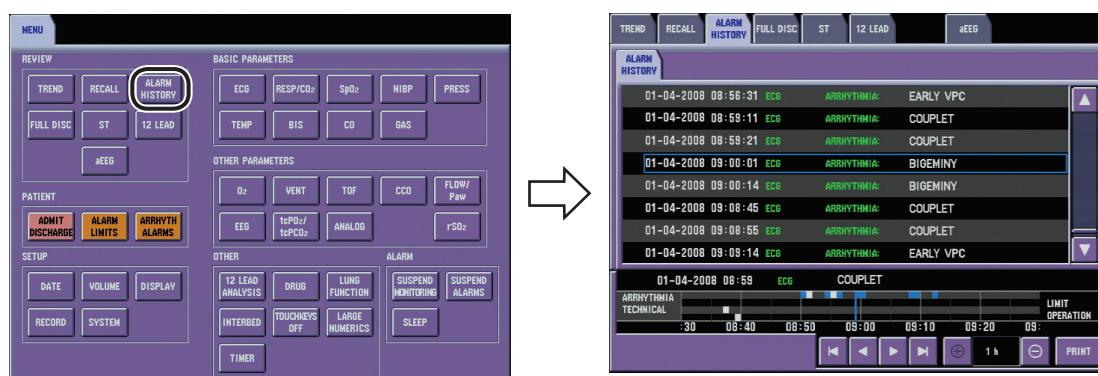 MENU
REVIEW
TREND RECALL ALARM HISTORY
FULL DISC ST 12 LEAD
aEEG
PATIENT
ADMIT DISCHARGE ALARM LIMITS ARRHYTH ALARMS
SETUP
DATE VOLUME DISPLAY
RECORD SYSTEM
BASIC PARAMETERS
ECG RESP/CO2 SpO2 NIBP PRESS
TEMP BIS CO GAS
OTHER PARAMETERS
O2 VENT TOF CCO FLOW/ Paw
EEG tcPO2/ tcPCO2 ANALOG rSO2
OTHER
12 LEAD ANALYSIS DRUG LUNG FUNCTION
INTERBED TOUCHKEYS OFF LARGE NUMERICS
TIMER
ALARM
SUSPEND MONITORING SUSPEND ALARMS
SLEEP
TREND RECALL ALARM HISTORY FULL DISC ST 12 LEAD aEEG
ALARM
HISTORY
01-04-2008 08:56:31 ECG ARRHYTHMIA: EARLY VPC
01-04-2008 08:59:11 ECG ARRHYTHMIA: COUPLET
01-04-2008 08:59:21 ECG ARRHYTHMIA: COUPLET
01-04-2008 09:00:01 ECG ARRHYTHMIA: BIGEMINY
01-04-2008 09:00:14 ECG ARRHYTHMIA: BIGEMINY
01-04-2008 09:08:45 ECG ARRHYTHMIA: COUPLET
01-04-2008 09:08:55 ECG ARRHYTHMIA: COUPLET
01-04-2008 09:09:14 ECG ARRHYTHMIA: EARLY VPC
01-04-2008 08:59 ECG COUPLET
ARRHYTHMIA
TECHNICAL
LIMIT
OPERATION
:30 08:40 08:50 09:00 09:10 09:20 09:
1 h PRINT